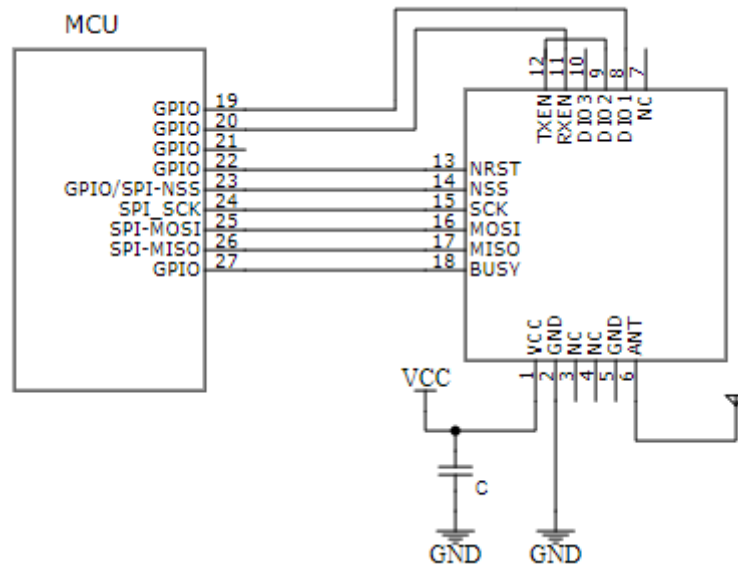 MCU
GPIO 19
GPIO 20
GPIO 21
GPIO 22
GPIO/SPI-NSS 23
SPI_SCK 24
SPI-MOSI 25
SPI-MISO 26
GPIO 27
12 11 10 9 8 7
TXEN RXEN DIO3 DIO2 DIO1 NC
13 NRST
14 NSS
15 SCK
16 MOSI
17 MISO
18 BUSY
VCC GND NC NC GND ANT
1 2 3 4 5 6
VCC
C
GND GND